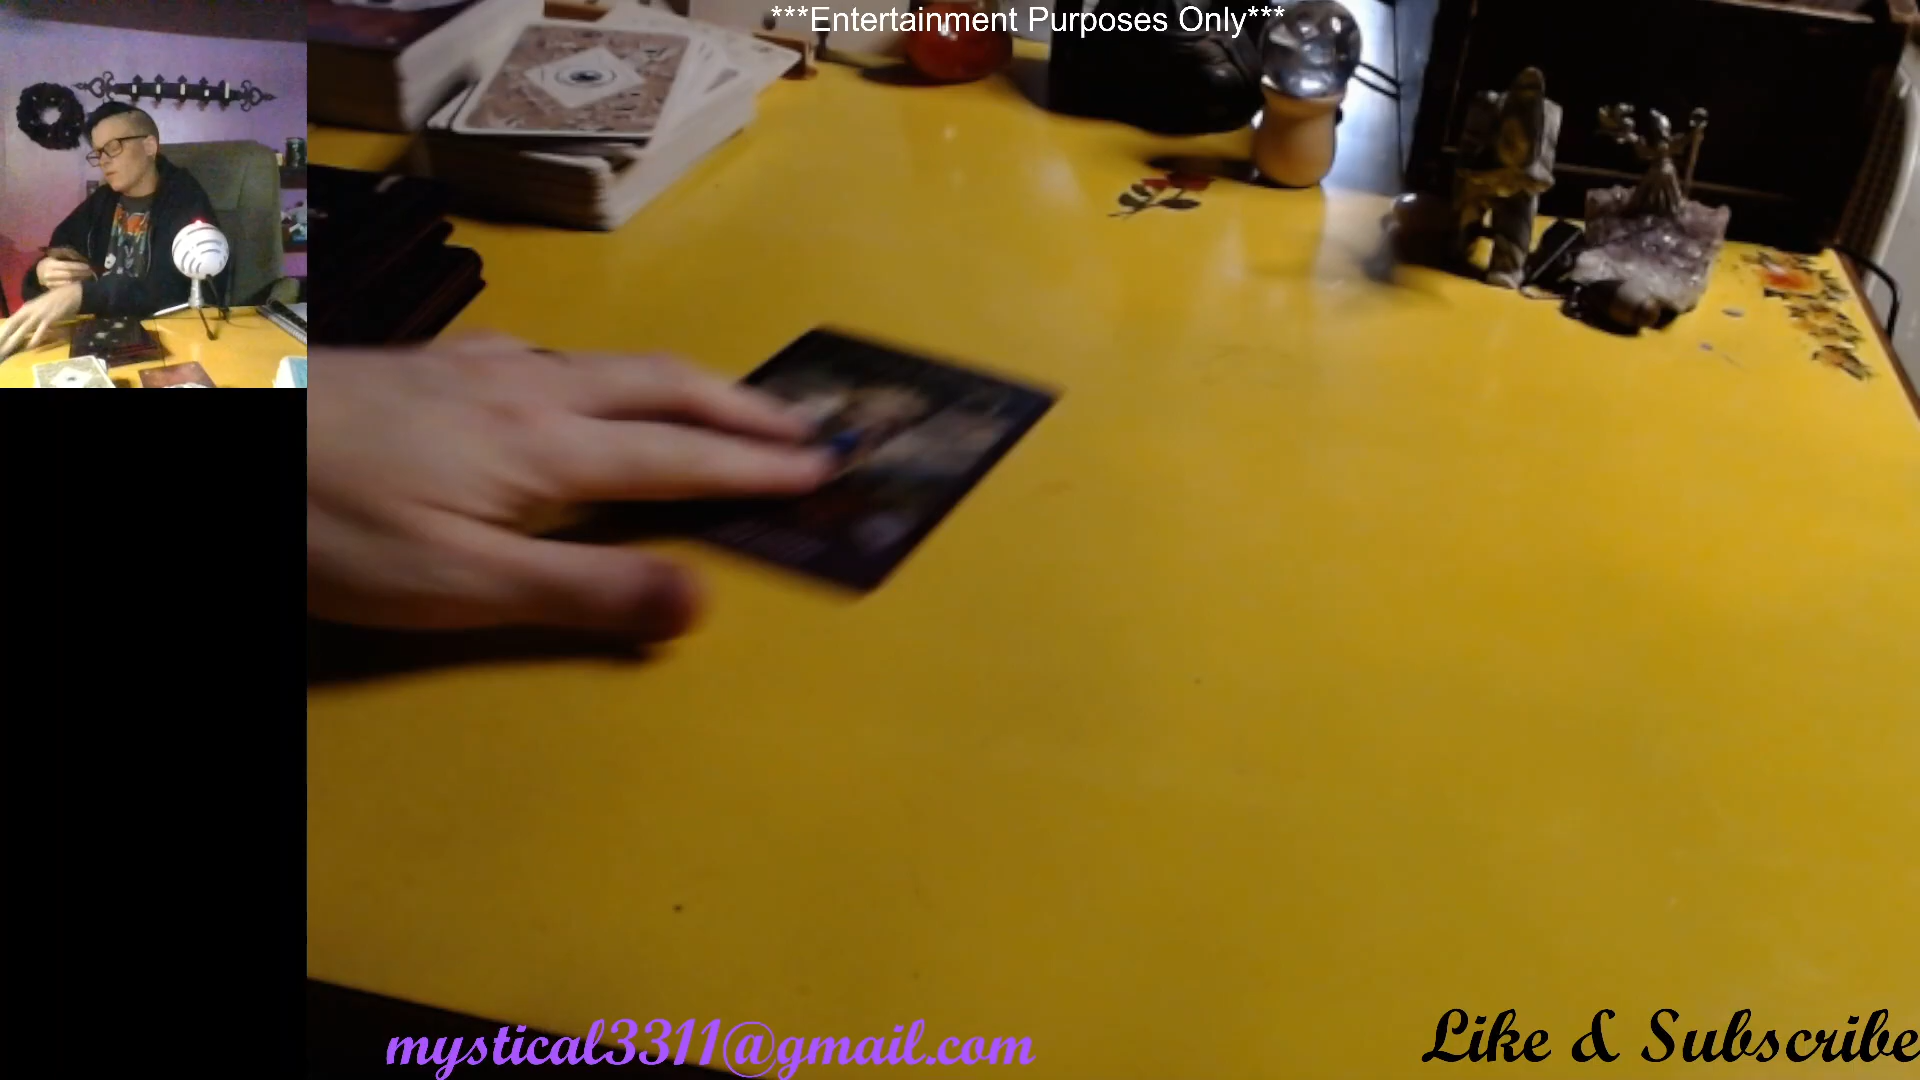 ***Entertainment Purposes Only***
mystical3311@gmail.com
Like & Subscribe